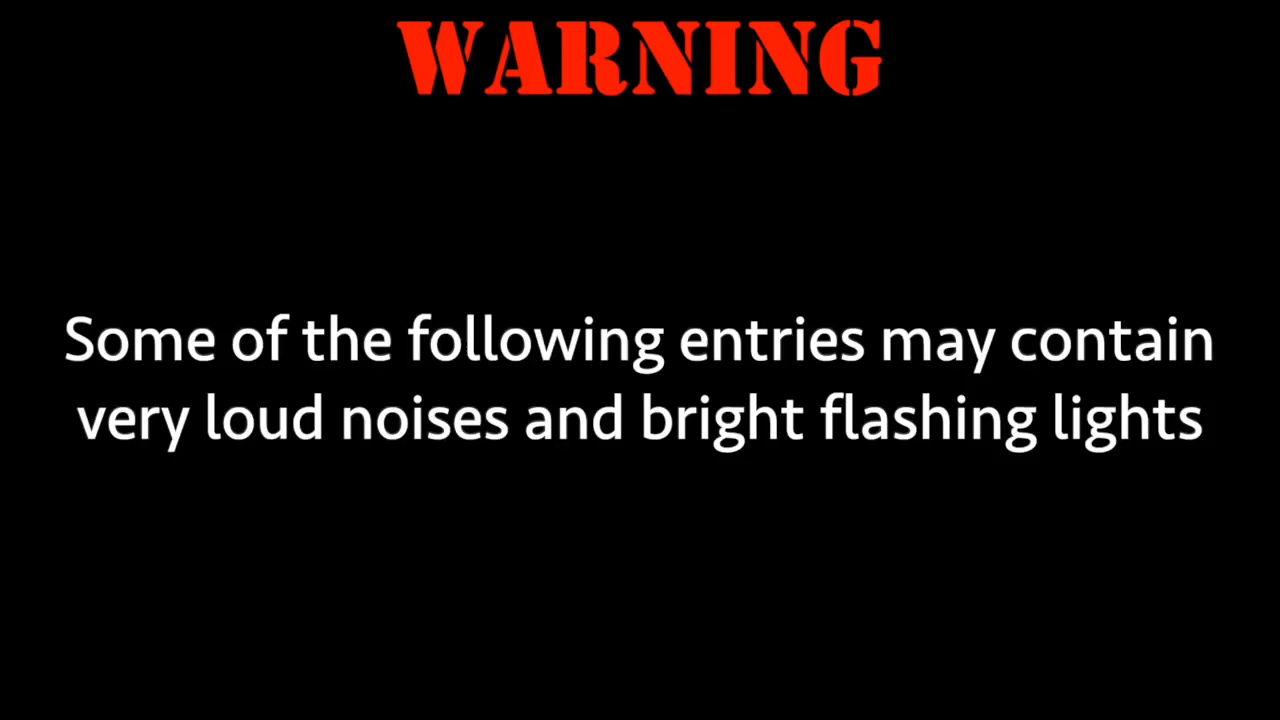 WARNING
Some of the following entries may contain
very loud noises and bright flashing lights